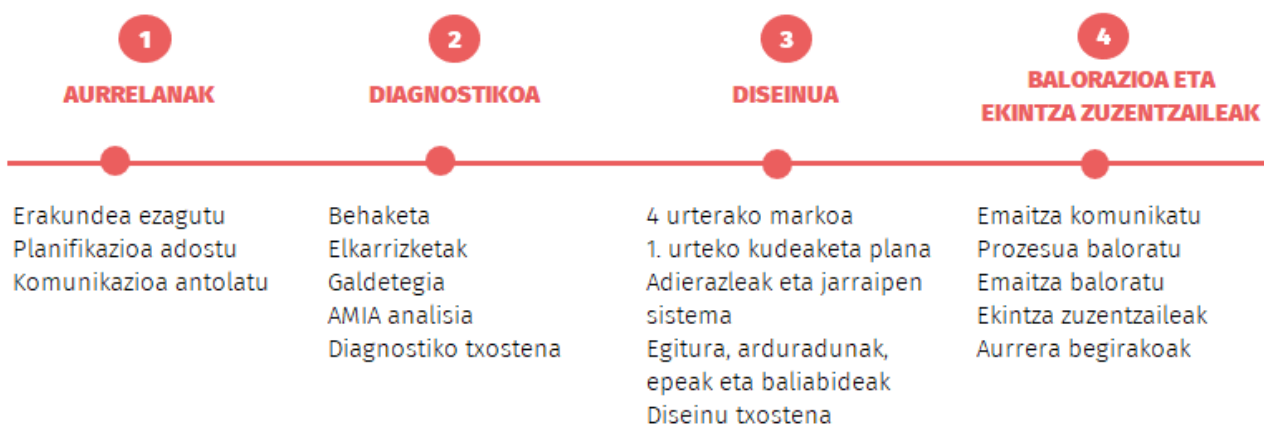 1
AURRELANAK
Erakundea ezagutu
Planifikazioa adostu
Komunikazioa antolatu
2
DIAGNOSTIKOA
Behaketa
Elkarrizketak
Galdetegia
AMIA analisia
Diagnostiko txostena
3
DISEINUA
4 urterako markoa
1. urteko kudeaketa plana
Adierazleak eta jarraipen
sistema
Egitura, arduradunak,
epeak eta baliabideak
Diseinu txostena
4
BALORAZIOA ETA
EKINTZA ZUZENTZAILEAK
Emaitza komunikatu
Prozesua baloratu
Emaitza baloratu
Ekintza zuzentzaileak
Aurrera begirakoak